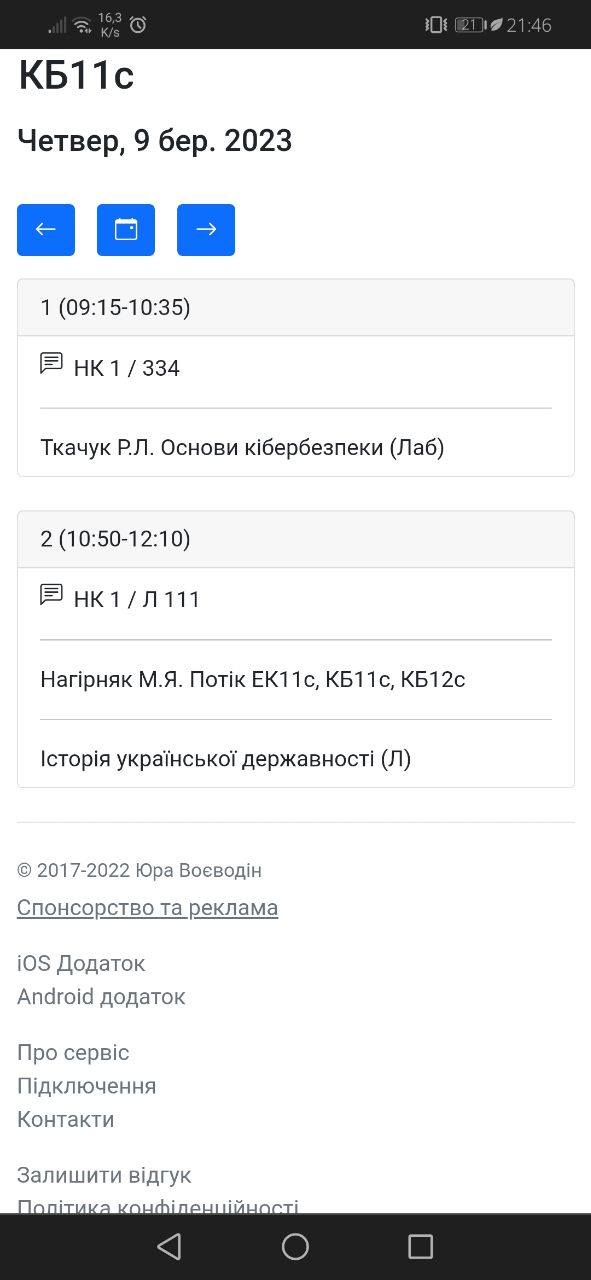 16,3
K/s
21
21:46
КБ11с
Четвер, 9 бер. 2023
1 (09:15-10:35)
НК 1 / 334
Ткачук Р.Л. Основи кібербезпеки (Лаб)
2 (10:50-12:10)
НК 1 / Л 111
Нагірняк М.Я. Потік ЕК11с, КБ11с, КБ12с
Історія української державності (Л)
© 2017-2022 Юра Воєводін
Спонсорство та реклама
iOS Додаток
Android додаток
Про сервіс
Підключення
Контакти
Залишити відгук
Політика конфіденційності